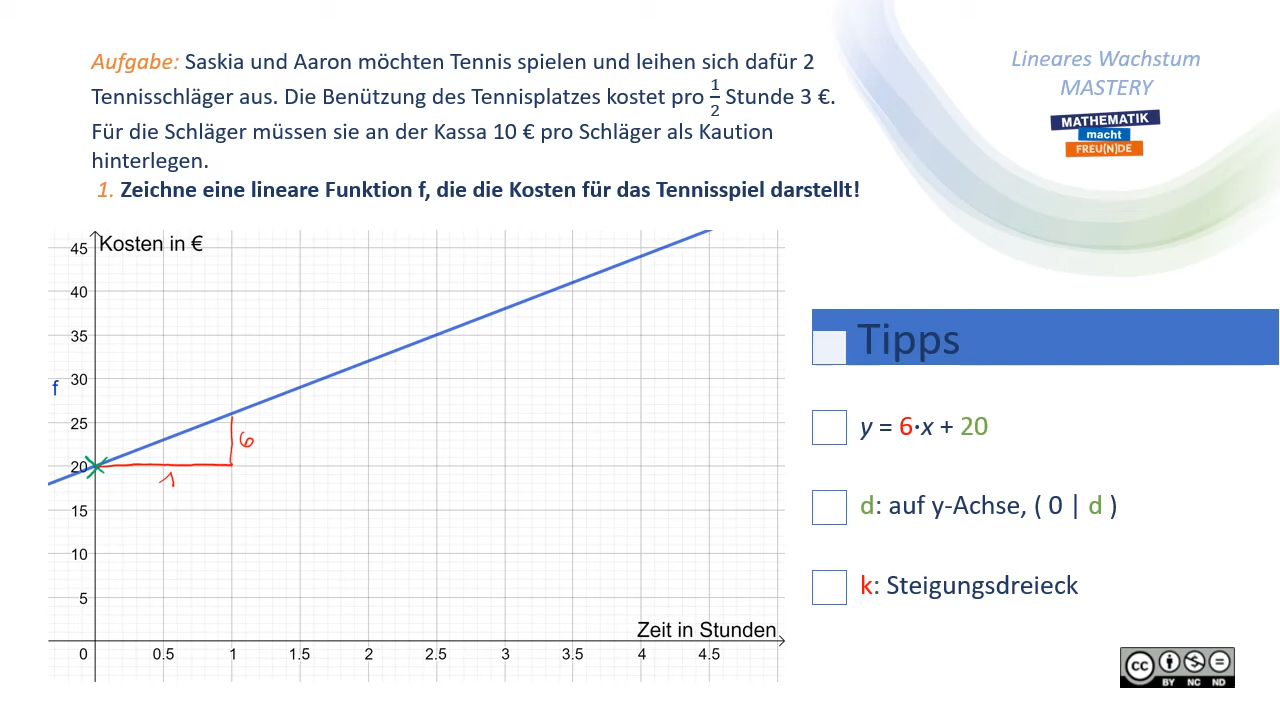 Aufgabe: Saskia und Aaron möchten Tennis spielen und leihen sich dafür 2
Tennisschläger aus. Die Benützung des Tennisplatzes kostet pro 1/2 Stunde 3 €.
Für die Schläger müssen sie an der Kassa 10 € pro Schläger als Kaution
hinterlegen.
1. Zeichne eine lineare Funktion f, die die Kosten für das Tennisspiel darstellt!
Lineares Wachstum
MASTERY
MATHEMATIK
macht
FREU(N)DE
Kosten in €
45
40
35
30
f
25
20
15
10
5
6
1
Zeit in Stunden
0 0.5 1 1.5 2 2.5 3 3.5 4 4.5
Tipps
y = 6·x + 20
d: auf y-Achse, ( 0 | d )
k: Steigungsdreieck
cc
BY NC ND